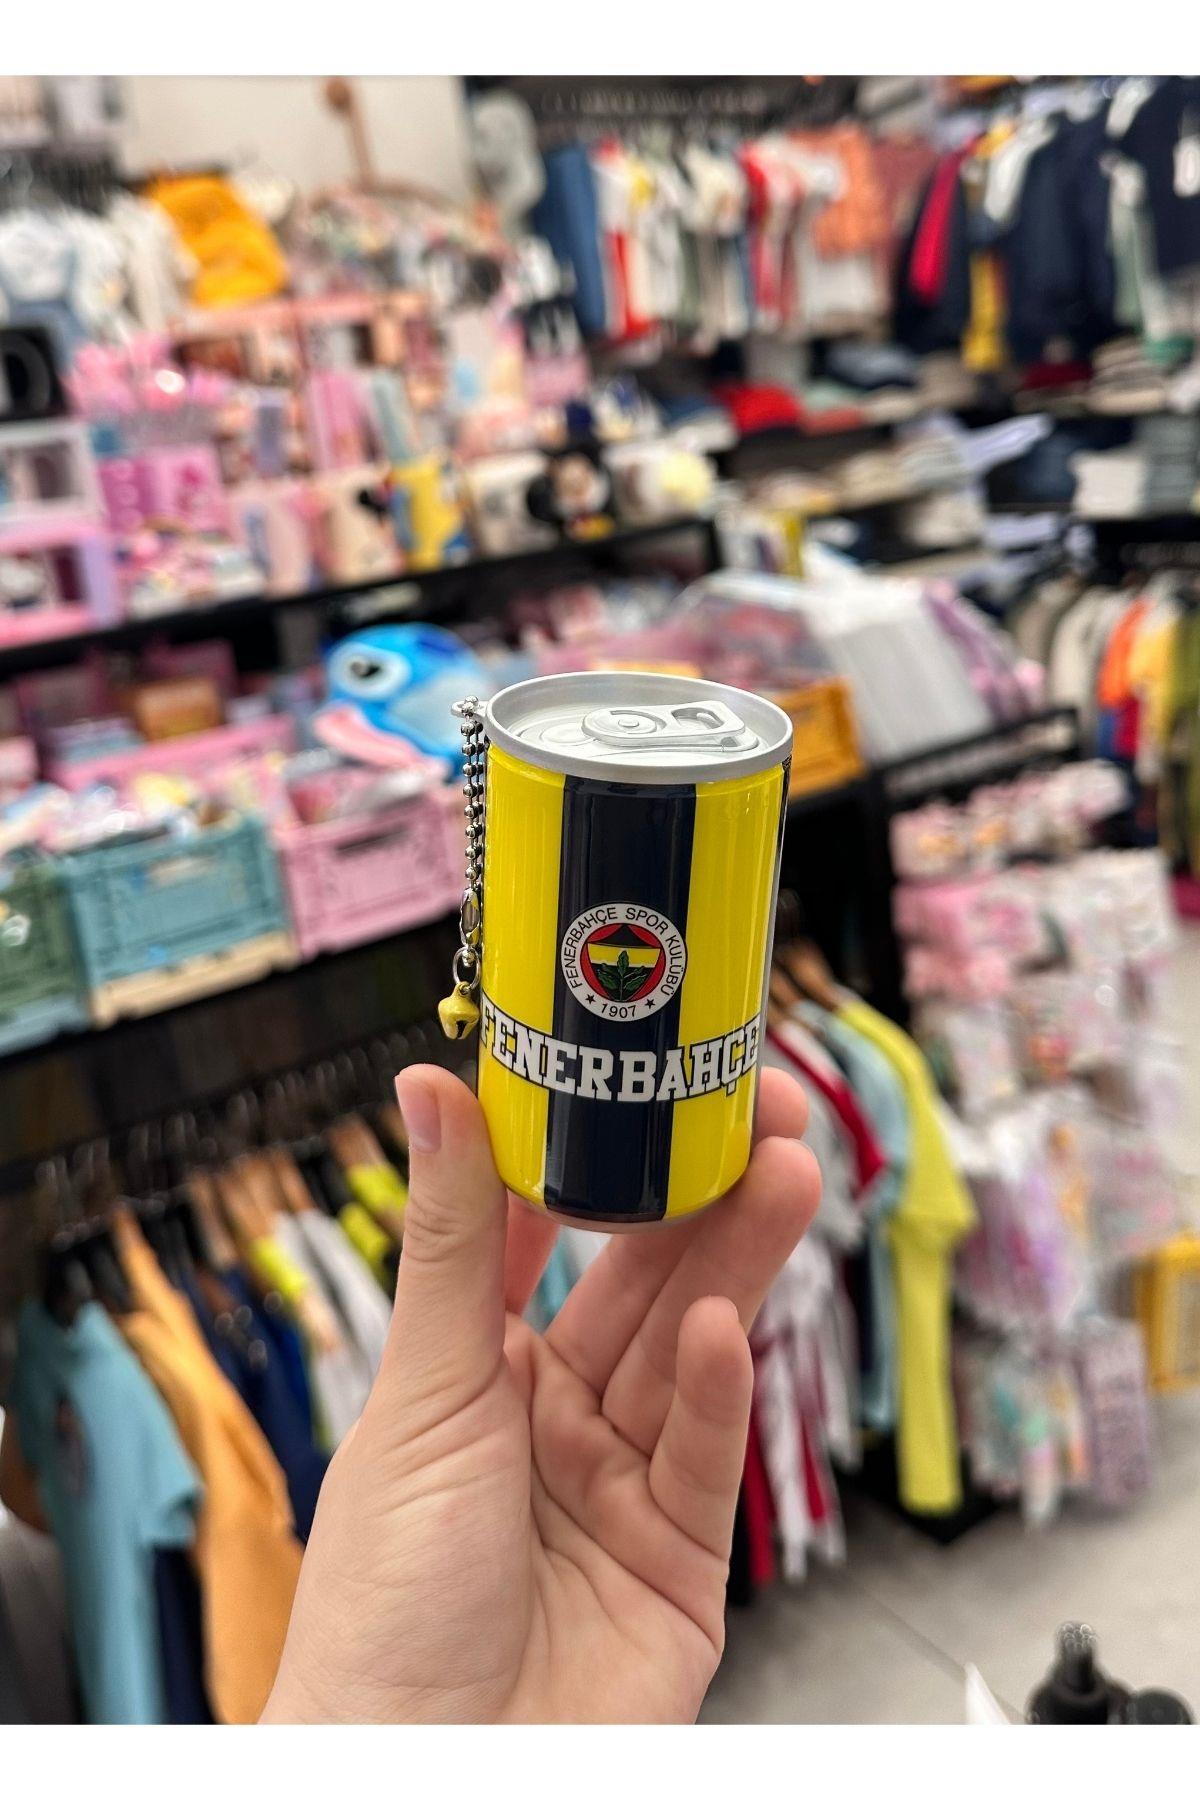 FENERBAHÇE SPOR KULÜBÜ
★ 1907 ★
FENERBAHÇE